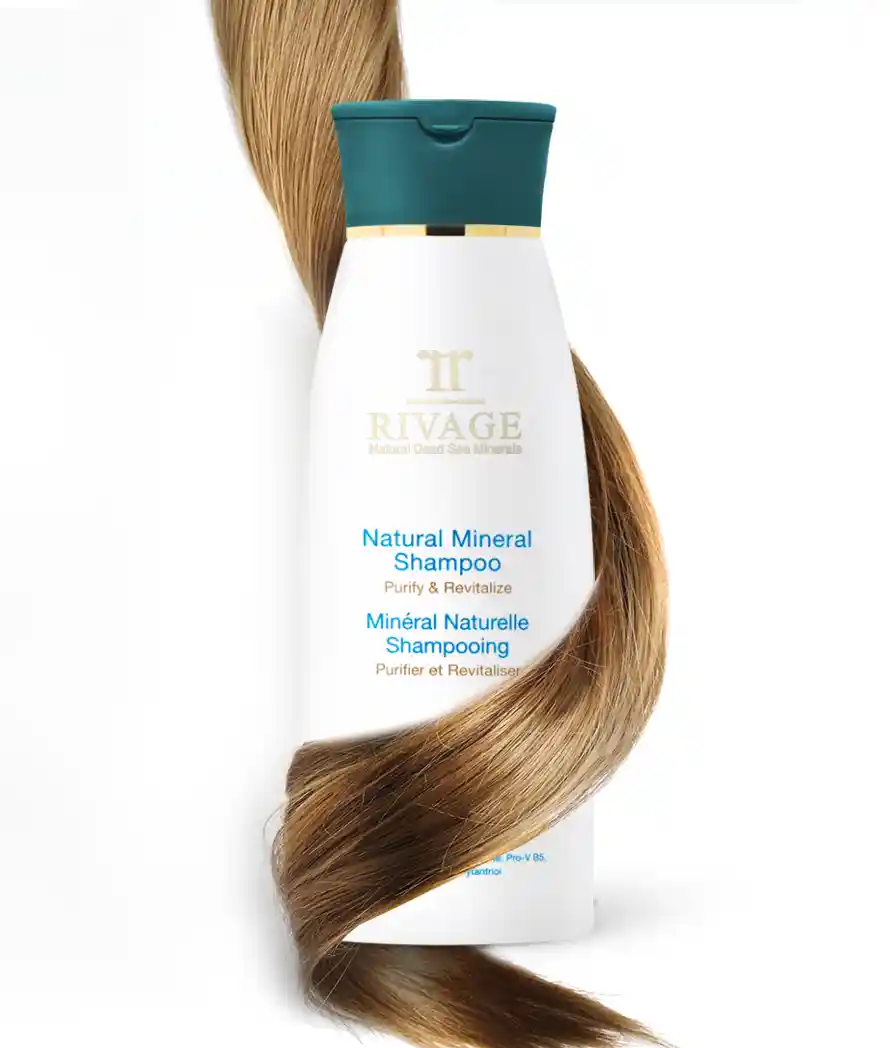 RIVAGE
Natural Dead Sea Minerals
Natural Mineral
Shampoo
Purify & Revitalize
Minéral Naturelle
Shampooing
Purifier et Revitaliser
Pro-V B5,